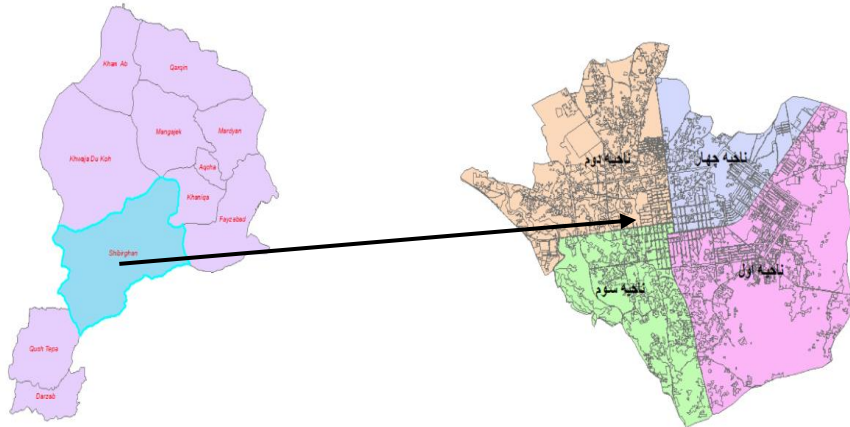 Khan Ab
Qarqin
Mangajek
Mardyan
Khwaja Du Koh
Aqcha
Khaniqa
Fayzabad
Shibirghan
Qush Tepa
Darzab
ناحیه چهار
ناحیه دوم
ناحیه اول
ناحیه سوم